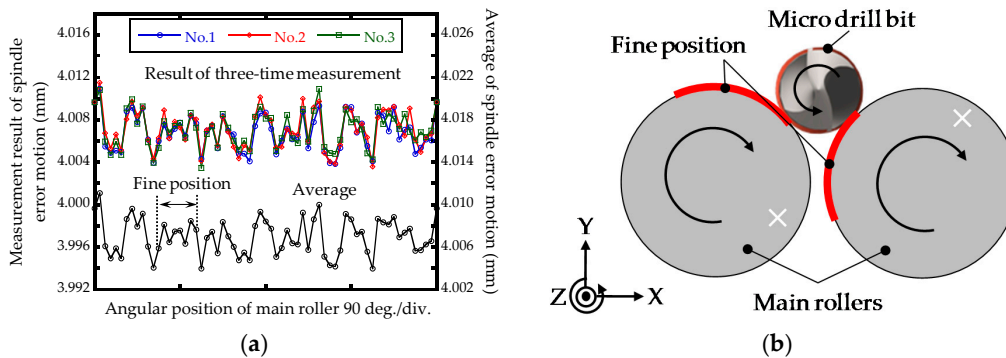 4.018
4.012
4.008
4.004
4.000
3.996
3.992
Measurement result of spindle
error motion (mm)
No.1 No.2 No.3
Result of three-time measurement
Fine position
Average
4.026
4.022
4.018
4.014
4.010
4.006
4.002
Average of spindle error motion
(mm)
Angular position of main roller 90 deg./div.
(a)
Micro drill bit
Fine position
Y
Z
X
Main rollers
(b)